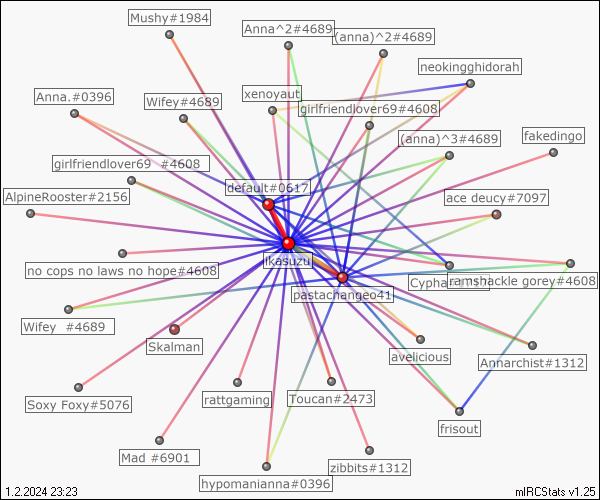 Mushy#1984
Anna^2#4689
(anna)^2#4689
neokingghidorah
xenoyaut
Anna.#0396
Wifey#4689
girlfriendlover69#4608
(anna)^3#4689
fakedingo
girlfriendlover69 #4608
default#0617
AlpineRooster#2156
ace deucy#7097
ikasuzu
no cops no laws no hope#4608
ramshackle gorey#4608
pastachangeo41
Wifey #4689
Skalman
avelicious
Annarchist#1312
Soxy Foxy#5076
rattgaming
Toucan#2473
frisout
Mad #6901
zibbits#1312
hypomanianna#0396
1.2.2024 23:23
mIRCStats v1.25